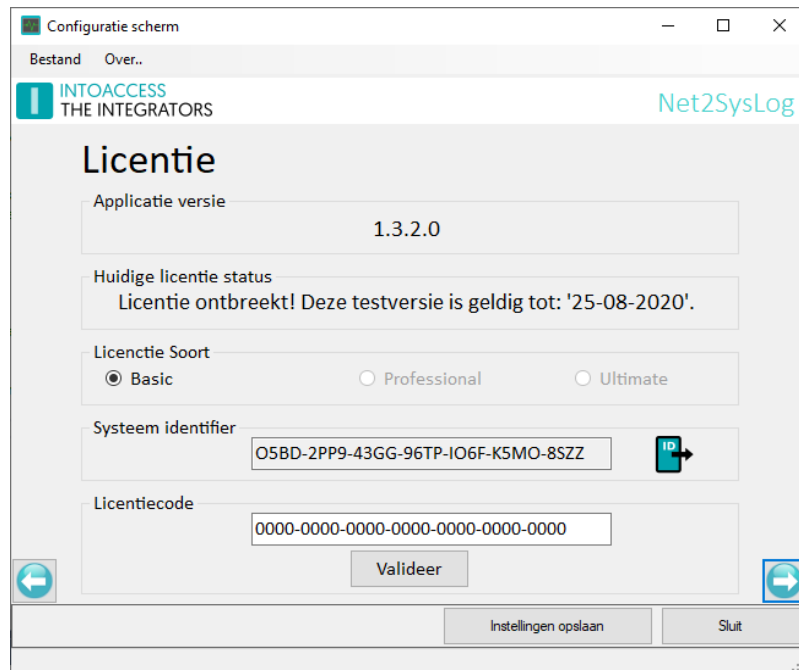 Configuratie scherm
Bestand Over..
INTOACCESS
THE INTEGRATORS
Net2SysLog
Licentie
Applicatie versie
1.3.2.0
Huidige licentie status
Licentie ontbreekt! Deze testversie is geldig tot: '25-08-2020'.
Licenctie Soort
Basic Professional Ultimate
Systeem identifier
O5BD-2PP9-43GG-96TP-IO6F-K5MO-8SZZ
ID
Licentiecode
0000-0000-0000-0000-0000-0000-0000
Valideer
Instellingen opslaan Sluit